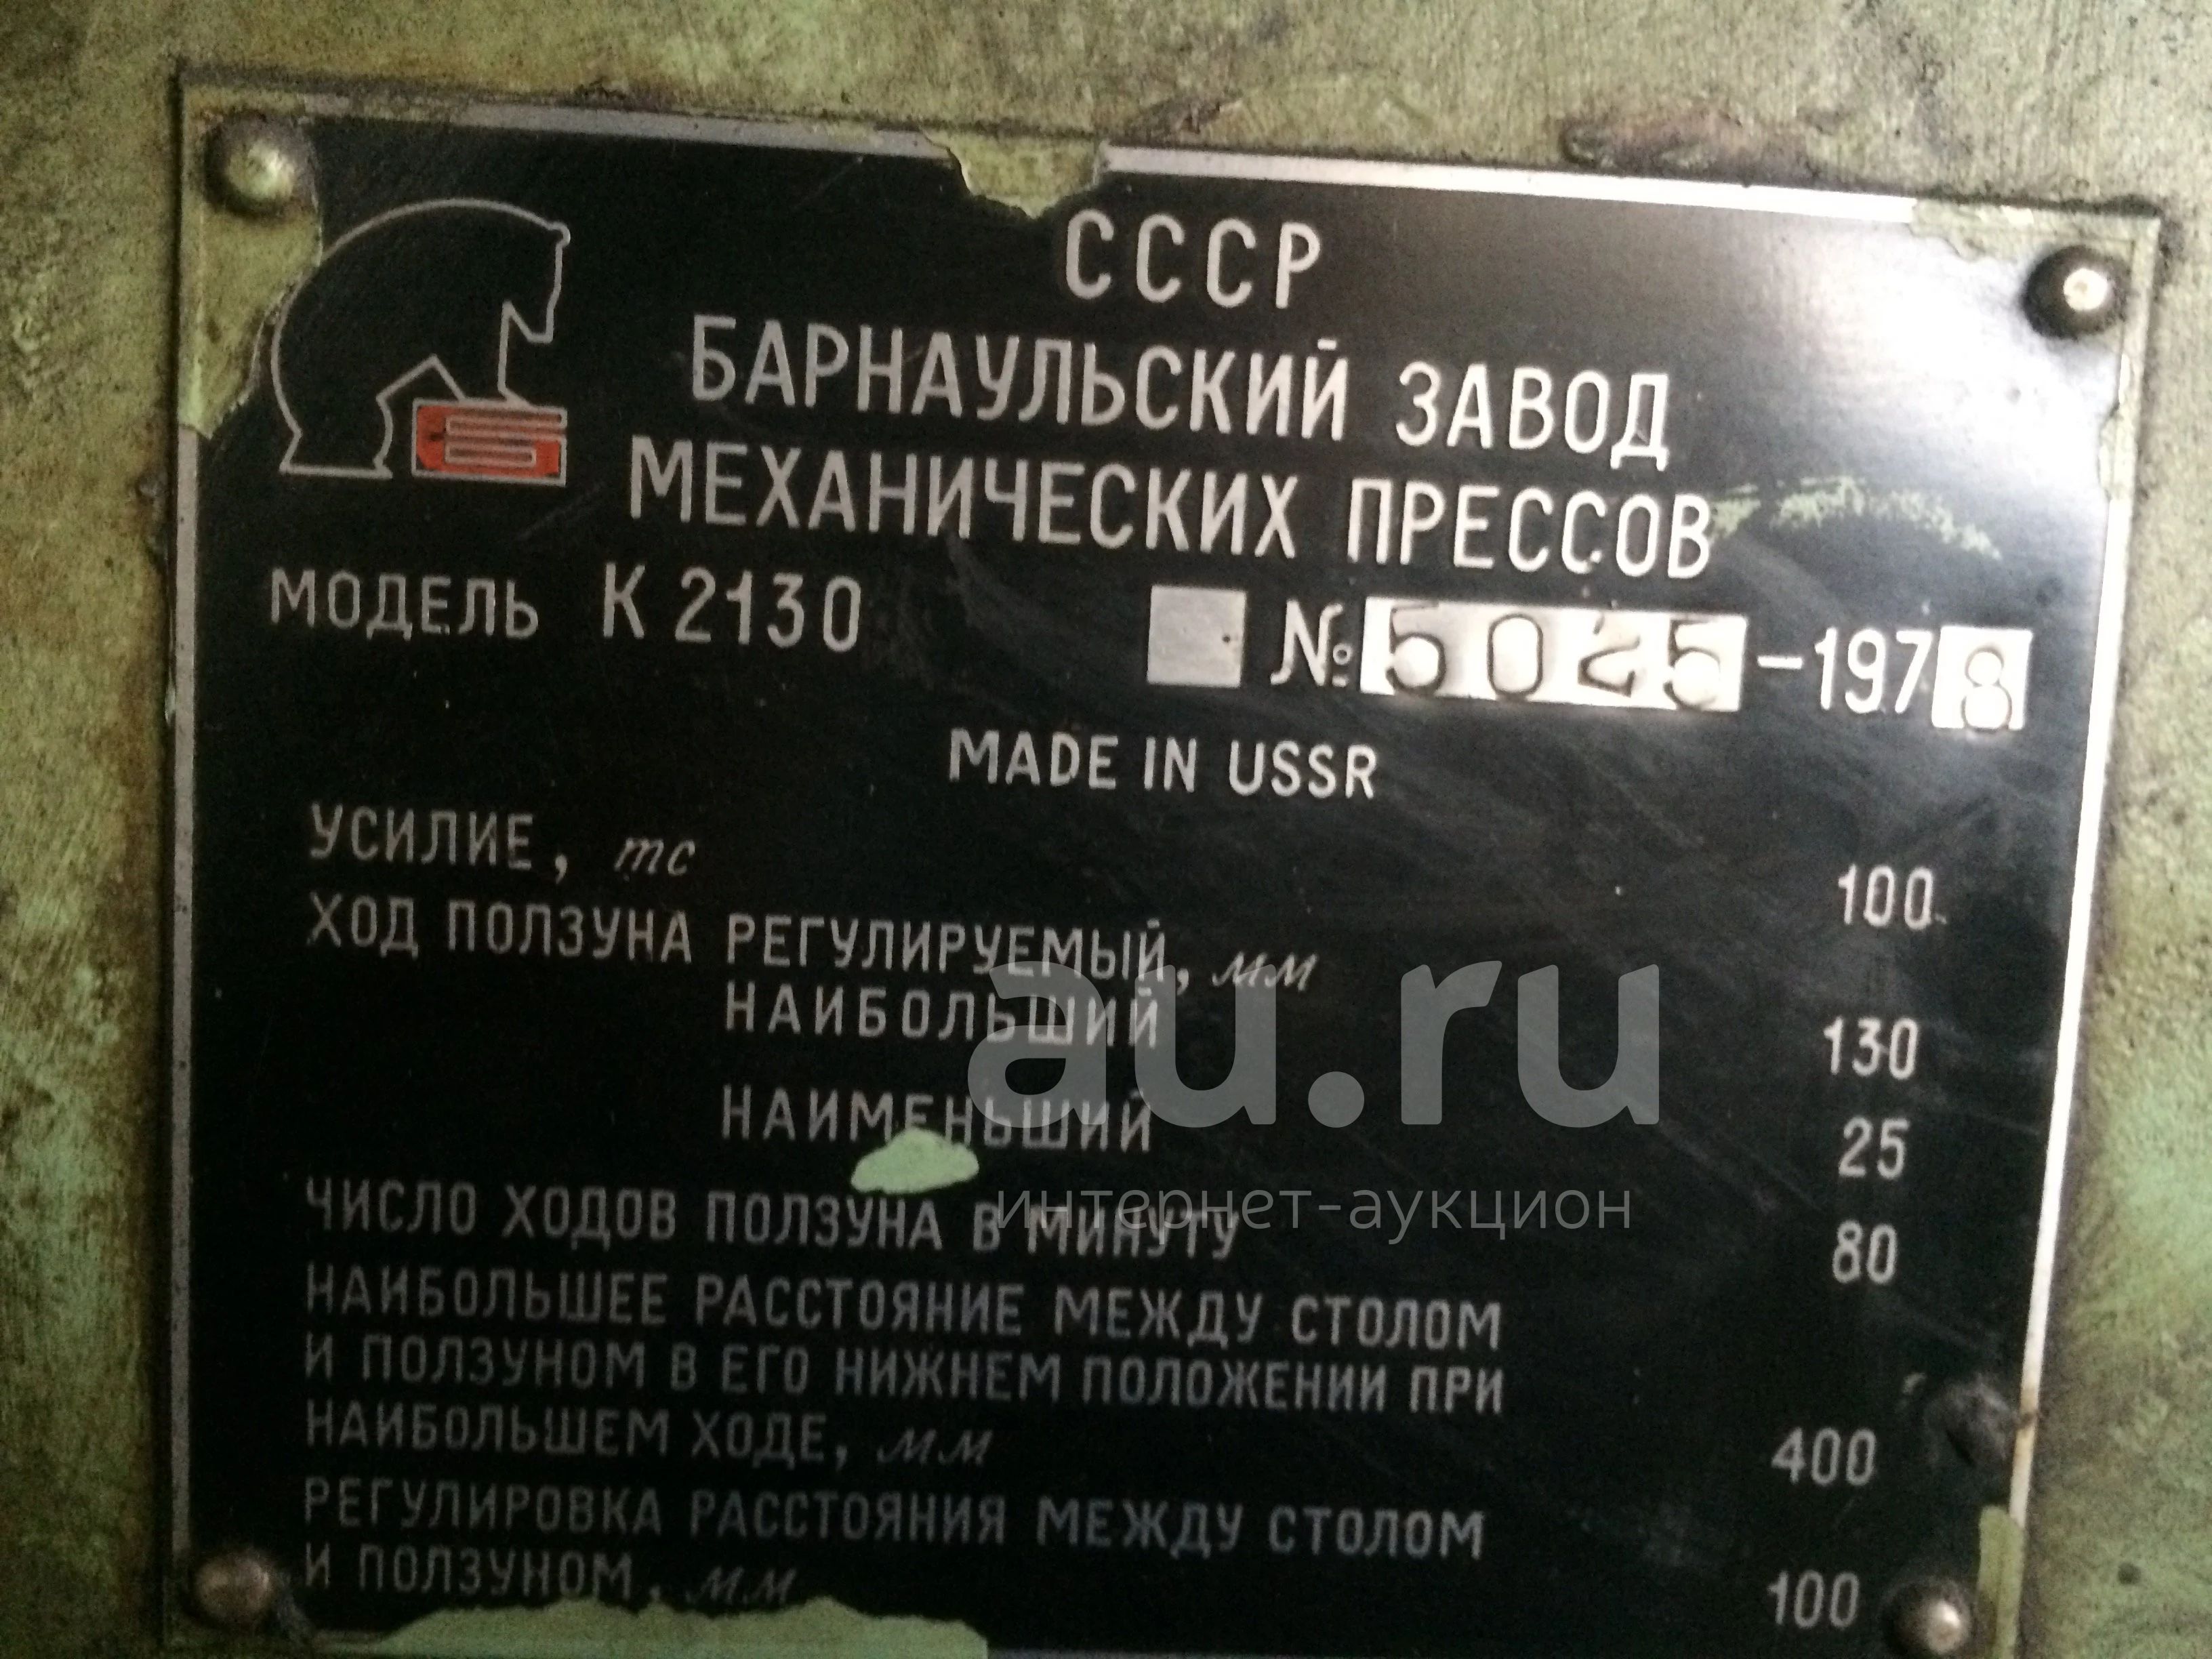 СССР
БАРНАУЛЬСКИЙ ЗАВОД
МЕХАНИЧЕСКИХ ПРЕССОВ
МОДЕЛЬ К 2130 № 5025 -1978
MADE IN USSR
УСИЛИЕ, тс 100
ХОД ПОЛЗУНА РЕГУЛИРУЕМЫЙ, мм
НАИБОЛЬШИЙ 130
НАИМЕНЬШИЙ 25
ЧИСЛО ХОДОВ ПОЛЗУНА В МИНУТУ 80
НАИБОЛЬШЕЕ РАССТОЯНИЕ МЕЖДУ СТОЛОМ
И ПОЛЗУНОМ В ЕГО НИЖНЕМ ПОЛОЖЕНИИ ПРИ
НАИБОЛЬШЕМ ХОДЕ, мм 400
РЕГУЛИРОВКА РАССТОЯНИЯ МЕЖДУ СТОЛОМ
И ПОЛЗУНОМ, мм 100
au.ru
интернет-аукцион